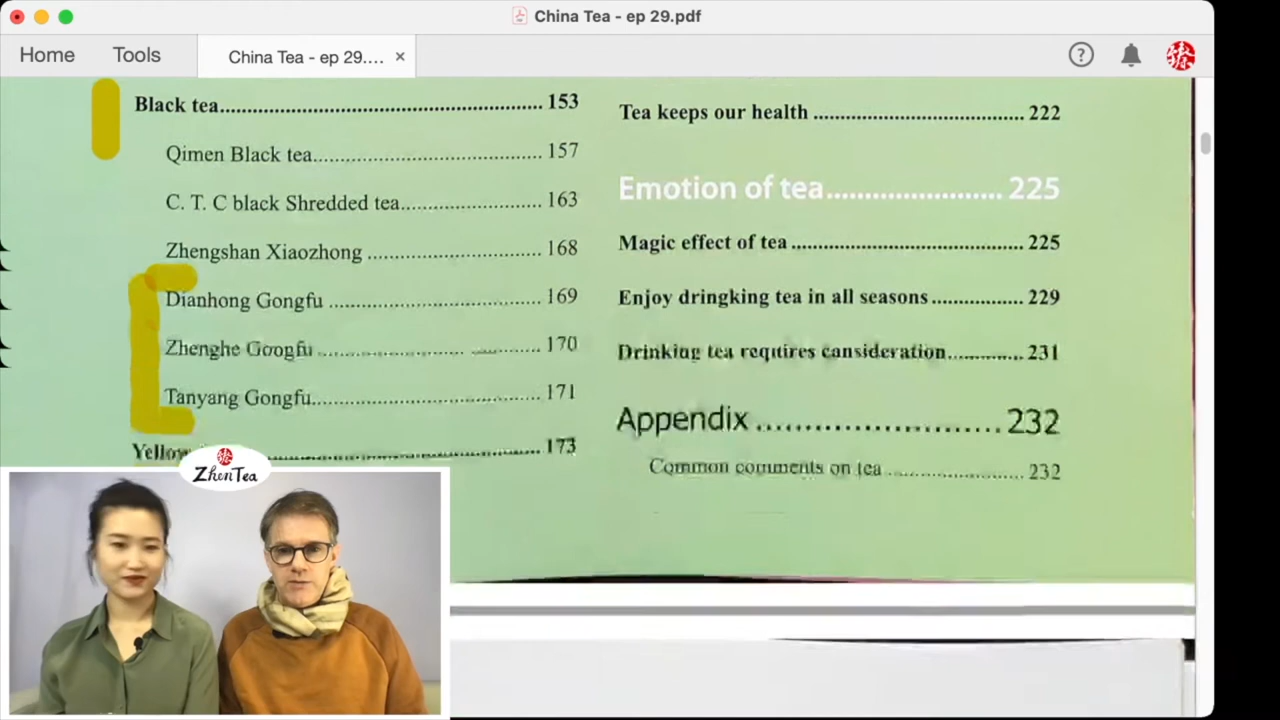 China Tea - ep 29.pdf
Home Tools China Tea - ep 29.... ×
Black tea 153
Qimen Black tea 157
C. T. C black Shredded tea 163
Zhengshan Xiaozhong 168
Dianhong Gongfu 169
Zhenghe Gongfu 170
Tanyang Gongfu 171
Yellow 173
Tea keeps our health 222
Emotion of tea 225
Magic effect of tea 225
Enjoy dringking tea in all seasons 229
Drinking tea requires cansideration 231
Appendix 232
Common comments on tea 232
ZhenTea